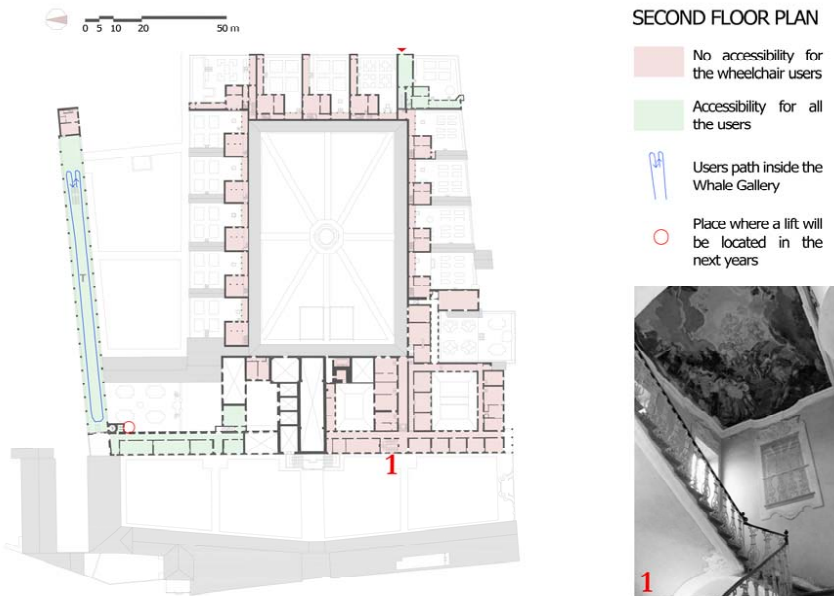 0 5 10 20 50 m
SECOND FLOOR PLAN
No accessibility for
the wheelchair users
Accessibility for all
the users
Users path inside the
Whale Gallery
Place where a lift will
be located in the
next years
1
1